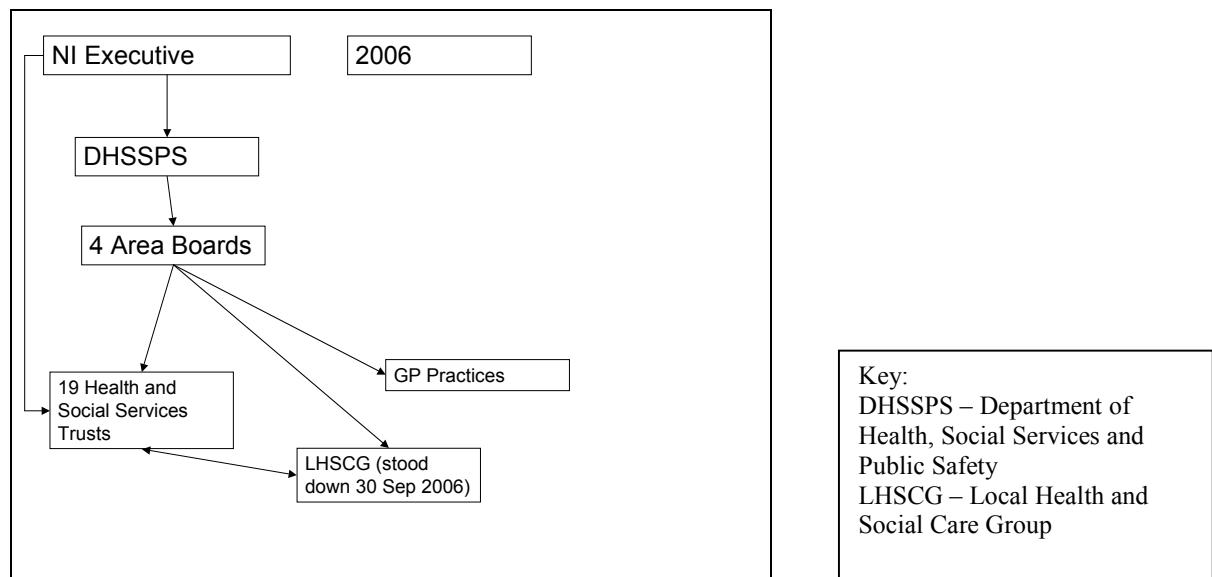 NI Executive
2006
DHSSPS
4 Area Boards
GP Practices
19 Health and
Social Services
Trusts
LHSCG (stood
down 30 Sep 2006)
Key:
DHSSPS – Department of
Health, Social Services and
Public Safety
LHSCG – Local Health and
Social Care Group